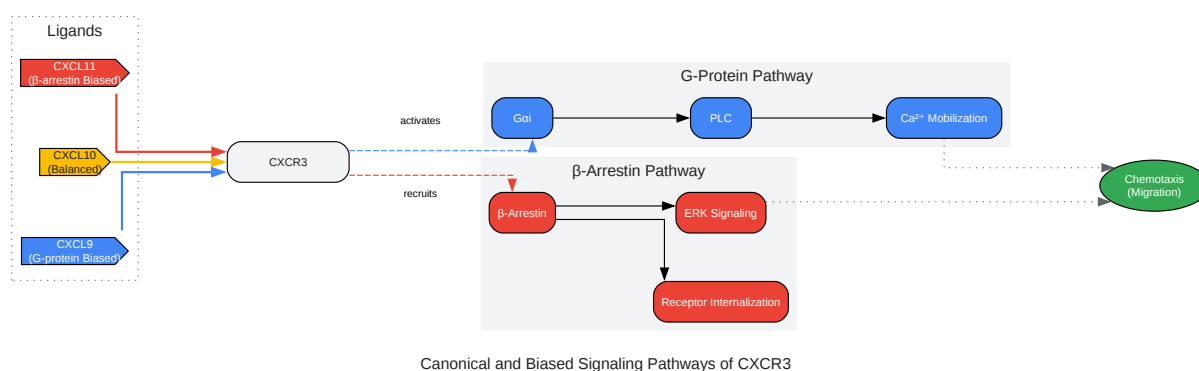 Ligands
CXCL11
(β-arrestin Biased)
CXCL10
(Balanced)
CXCL9
(G-protein Biased)
CXCR3
activates
recruits
G-Protein Pathway
Gαi
PLC
Ca²⁺ Mobilization
β-Arrestin Pathway
β-Arrestin
ERK Signaling
Receptor Internalization
Chemotaxis
(Migration)
Canonical and Biased Signaling Pathways of CXCR3